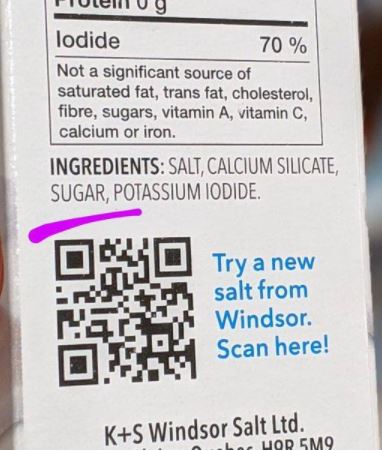 Protein 0 g
Iodide 70 %
Not a significant source of
saturated fat, trans fat, cholesterol,
fibre, sugars, vitamin A, vitamin C,
calcium or iron.
INGREDIENTS: SALT, CALCIUM SILICATE,
SUGAR, POTASSIUM IODIDE.
Try a new
salt from
Windsor.
Scan here!
K+S Windsor Salt Ltd.
H9R 5M9